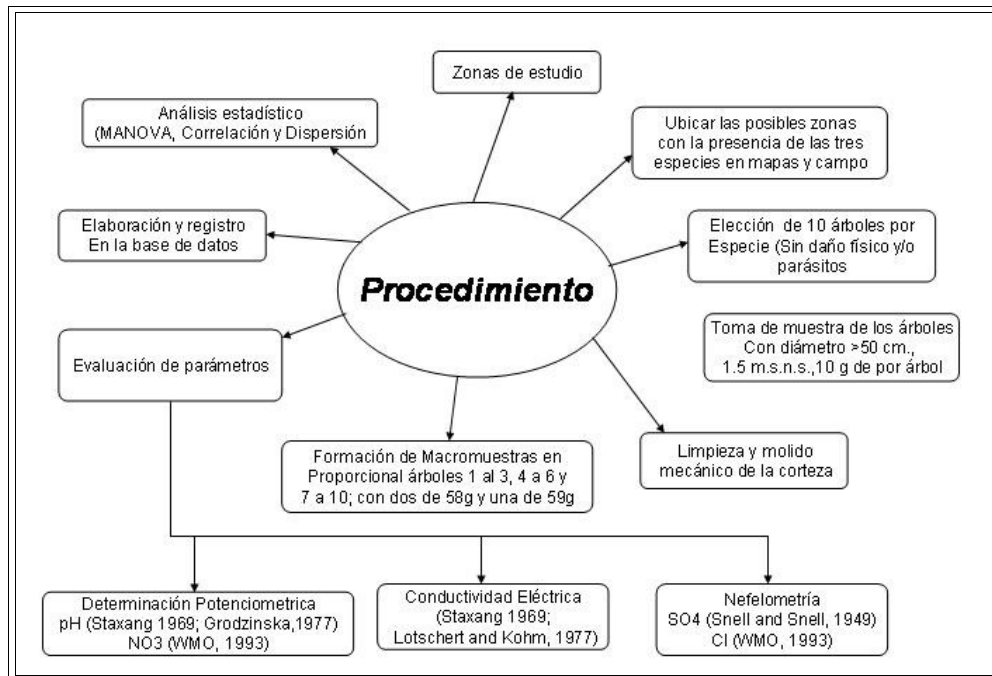 Zonas de estudio
Análisis estadístico
(MANOVA, Correlación y Dispersión
Ubicar las posibles zonas
con la presencia de las tres
especies en mapas y campo
Elaboración y registro
En la base de datos
Elección de 10 árboles por
Especie (Sin daño físico y/o
parásitos
Procedimiento
Toma de muestra de los árboles
Con diámetro >50 cm.,
1.5 m.s.n.s.,10 g de por árbol
Evaluación de parámetros
Limpieza y molido
mecánico de la corteza
Formación de Macromuestras en
Proporcional árboles 1 al 3, 4 a 6 y
7 a 10; con dos de 58g y una de 59g
Determinación Potenciometrica
pH (Staxang 1969; Grodzinska,1977)
NO3 (WMO, 1993)
Conductividad Eléctrica
(Staxang 1969;
Lotschert and Kohm, 1977)
Nefelometría
SO4 (Snell and Snell, 1949)
Cl (WMO, 1993)